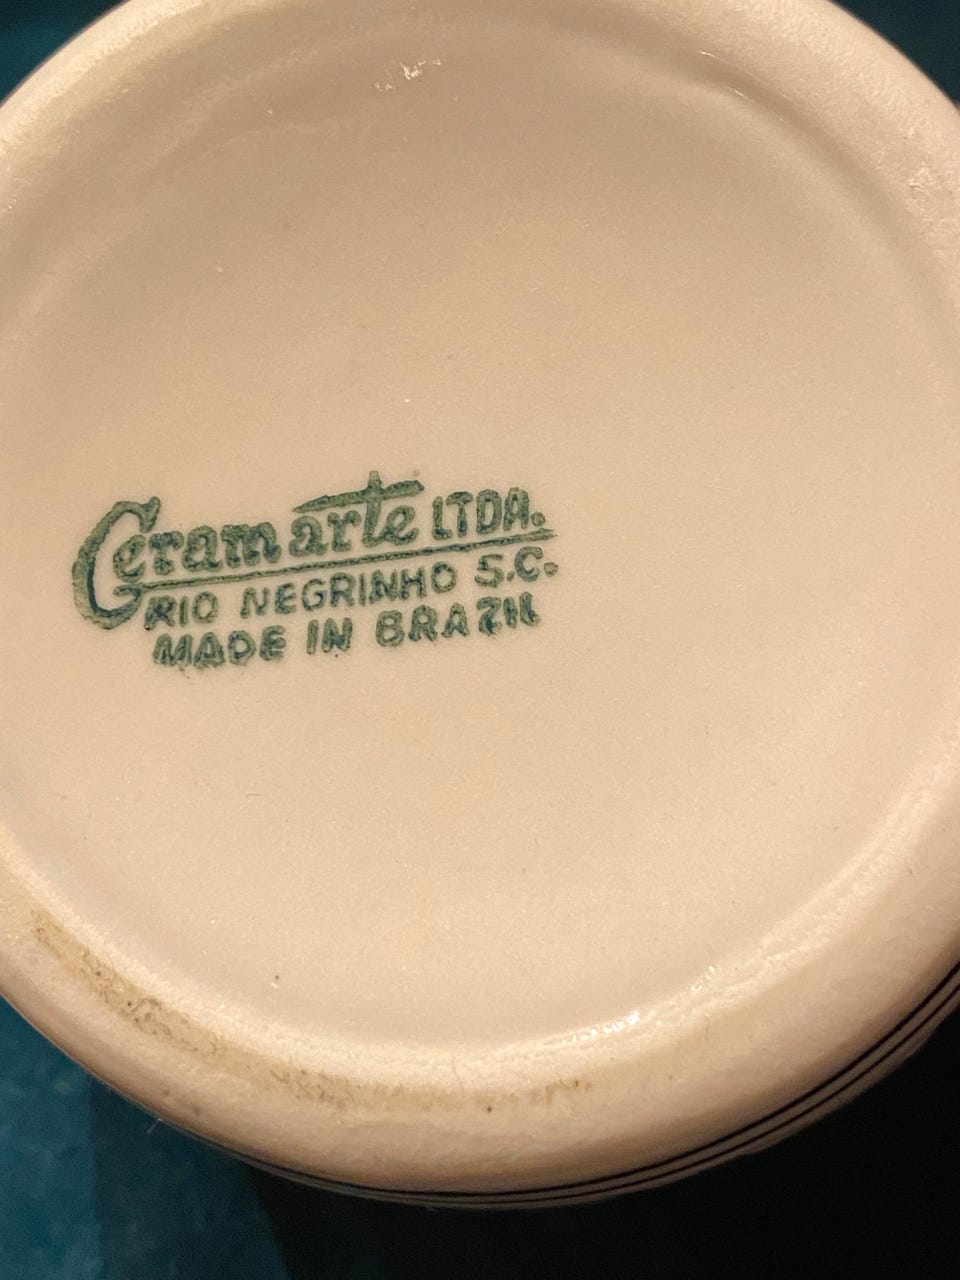 Ceramarte LTDA.
RIO NEGRINHO S.C.
MADE IN BRAZIL